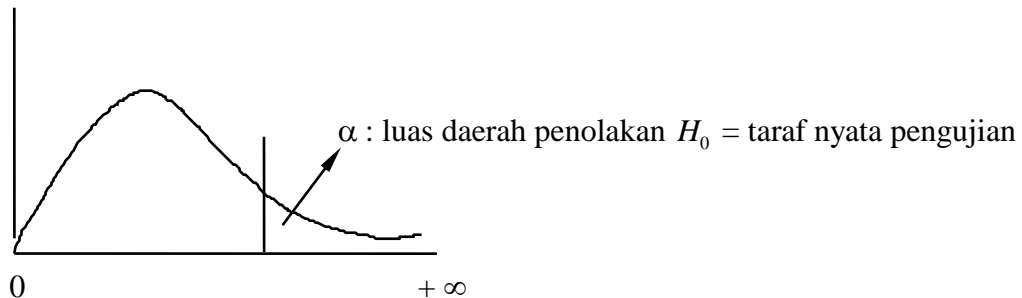 α : luas daerah penolakan H₀ = taraf nyata pengujian
0
+ ∞